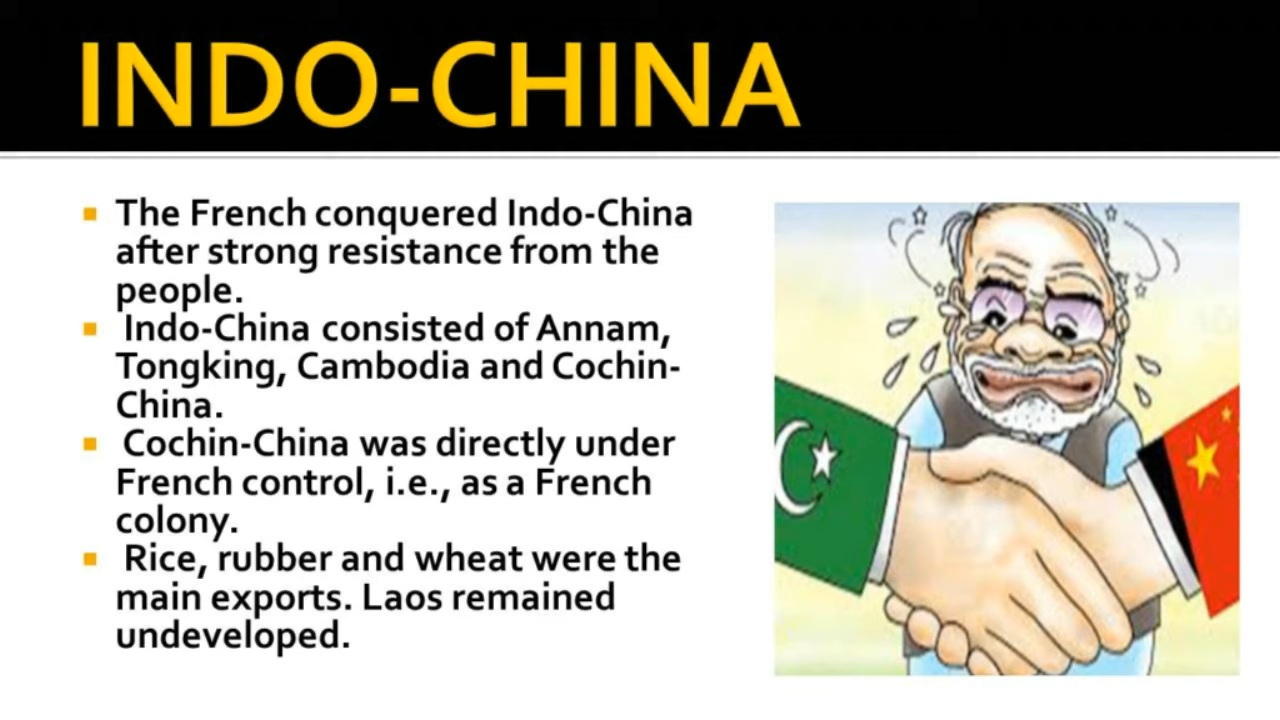 INDO-CHINA
▪ The French conquered Indo-China
after strong resistance from the
people.
▪ Indo-China consisted of Annam,
Tongking, Cambodia and Cochin-
China.
▪ Cochin-China was directly under
French control, i.e., as a French
colony.
▪ Rice, rubber and wheat were the
main exports. Laos remained
undeveloped.